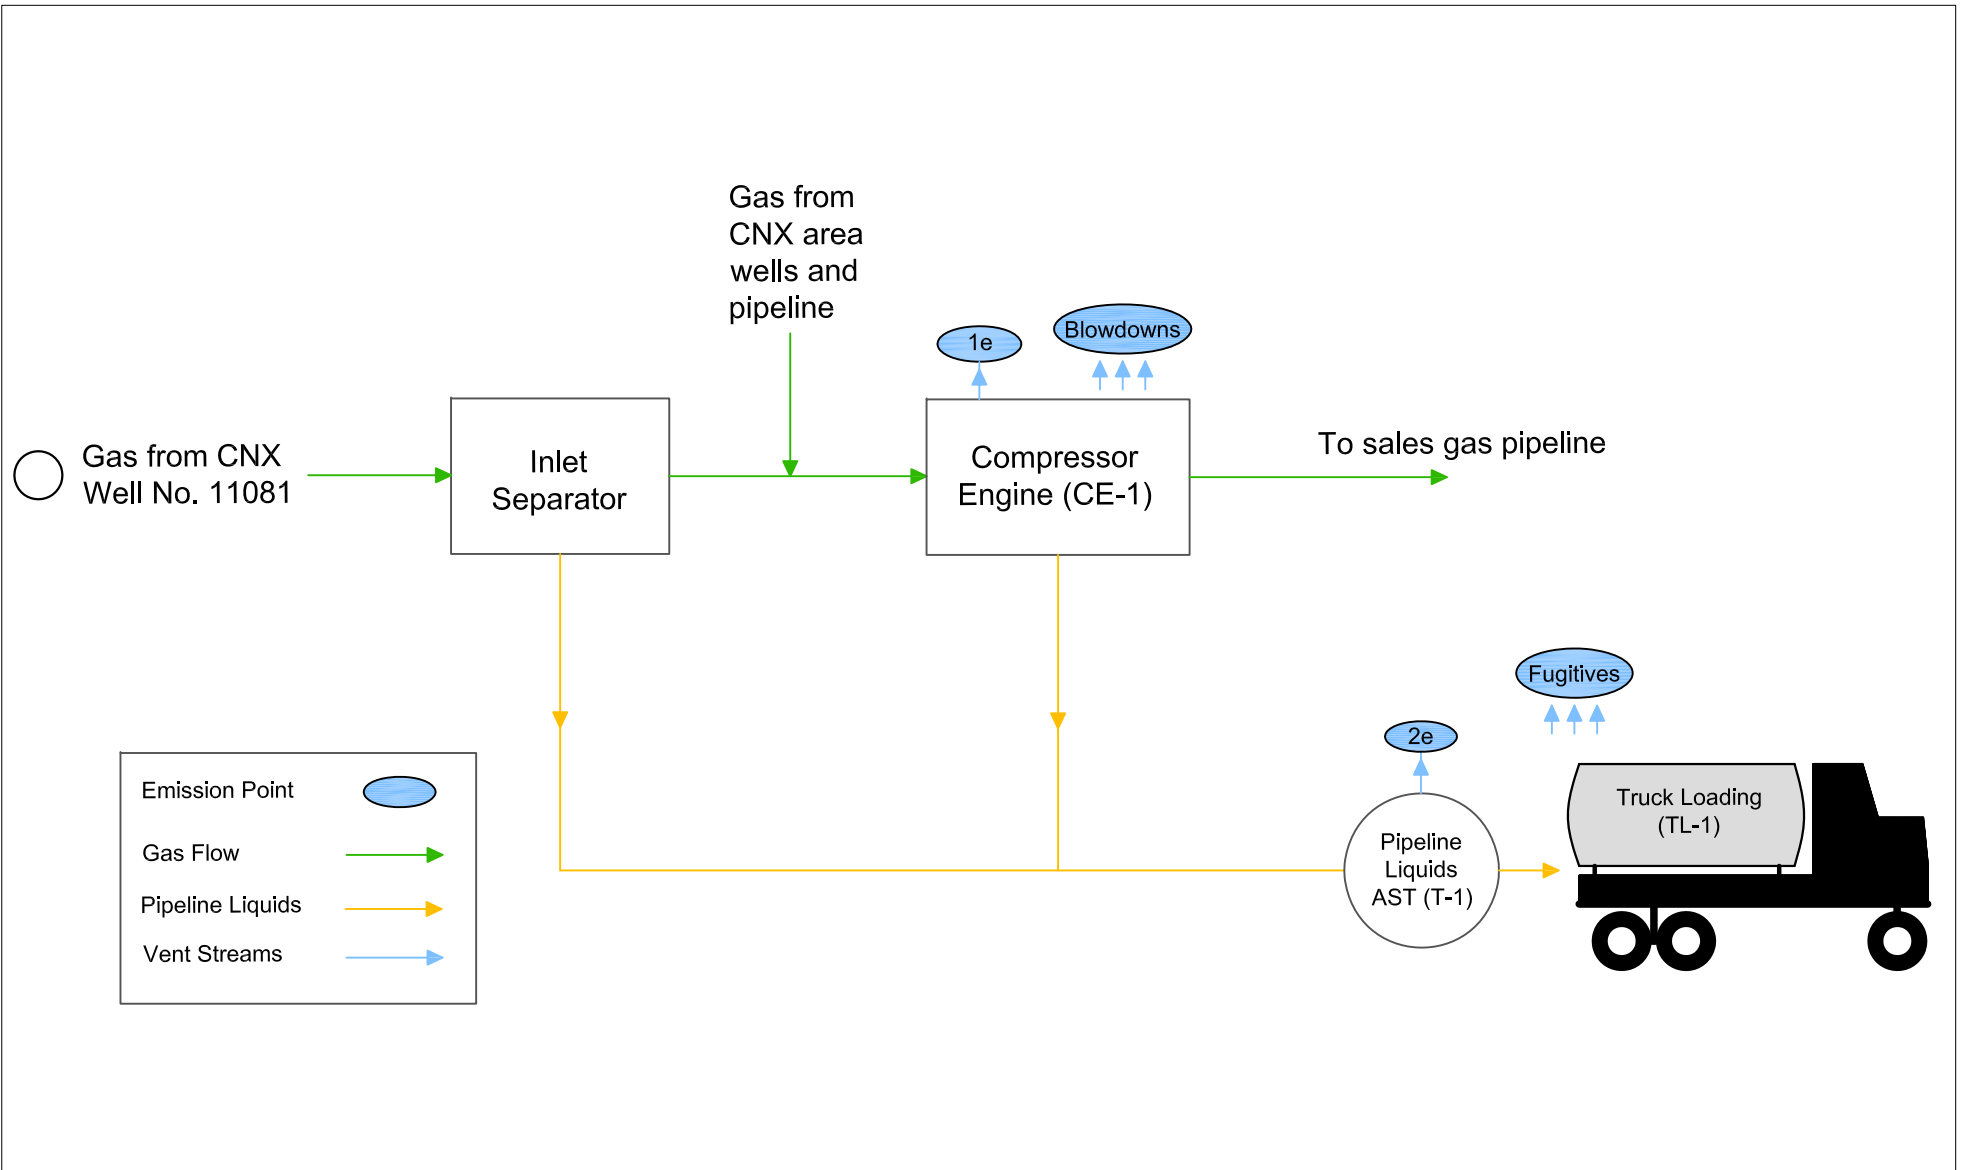 Gas from
CNX area
wells and
pipeline
1e
Blowdowns
Gas from CNX
Well No. 11081
Inlet
Separator
Compressor
Engine (CE-1)
To sales gas pipeline
Fugitives
2e
Truck Loading
(TL-1)
Pipeline
Liquids
AST (T-1)
Emission Point
Gas Flow
Pipeline Liquids
Vent Streams